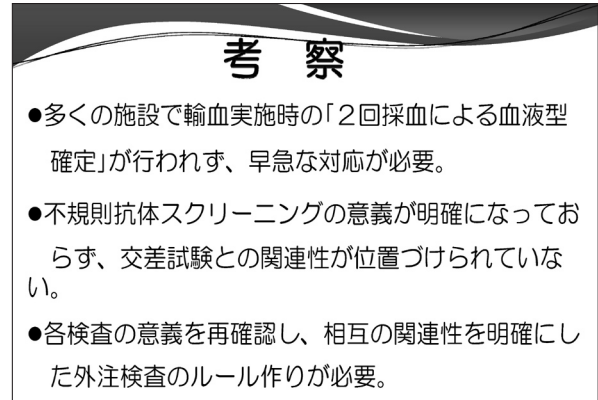 考 察
●多くの施設で輸血実施時の「２回採血による血液型
確定」が行われず、早急な対応が必要。
●不規則抗体スクリーニングの意義が明確になってお
らず、交差試験との関連性が位置づけられていな
い。
●各検査の意義を再確認し、相互の関連性を明確にし
た外注検査のルール作りが必要。